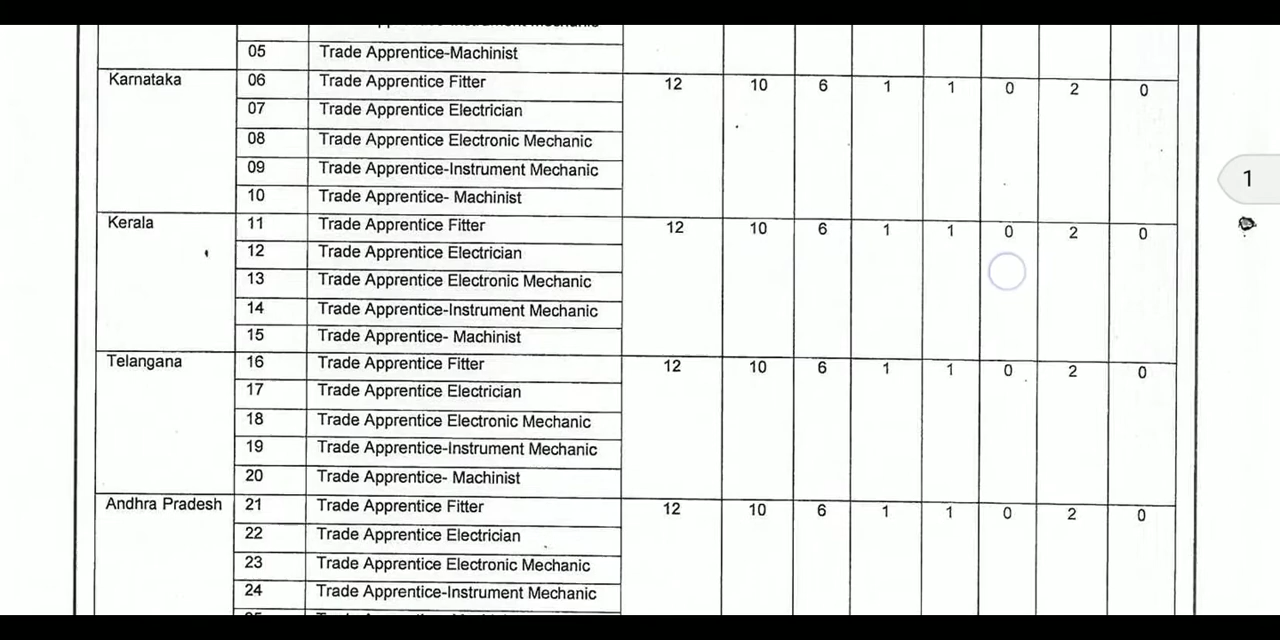 05 Trade Apprentice-Machinist
Karnataka 06 Trade Apprentice Fitter 12 10 6 1 1 0 2 0
07 Trade Apprentice Electrician
08 Trade Apprentice Electronic Mechanic
09 Trade Apprentice-Instrument Mechanic
10 Trade Apprentice- Machinist
Kerala 11 Trade Apprentice Fitter 12 10 6 1 1 0 2 0
12 Trade Apprentice Electrician
13 Trade Apprentice Electronic Mechanic
14 Trade Apprentice-Instrument Mechanic
15 Trade Apprentice- Machinist
Telangana 16 Trade Apprentice Fitter 12 10 6 1 1 0 2 0
17 Trade Apprentice Electrician
18 Trade Apprentice Electronic Mechanic
19 Trade Apprentice-Instrument Mechanic
20 Trade Apprentice- Machinist
Andhra Pradesh 21 Trade Apprentice Fitter 12 10 6 1 1 0 2 0
22 Trade Apprentice Electrician
23 Trade Apprentice Electronic Mechanic
24 Trade Apprentice-Instrument Mechanic
1